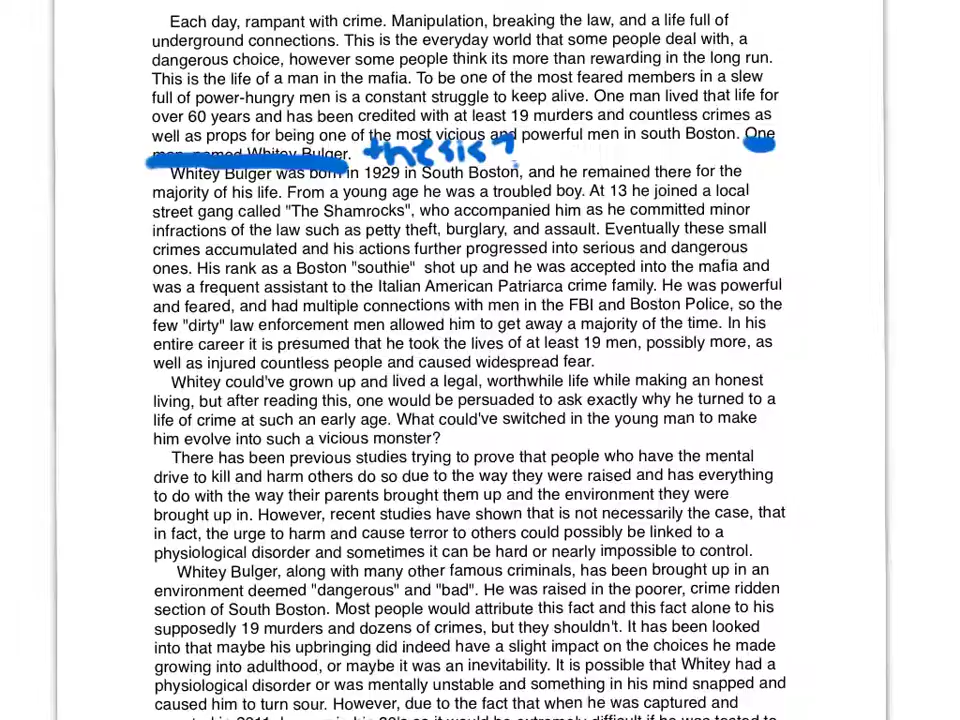 Each day, rampant with crime. Manipulation, breaking the law, and a life full of
underground connections. This is the everyday world that some people deal with, a
dangerous choice, however some people think its more than rewarding in the long run.
This is the life of a man in the mafia. To be one of the most feared members in a slew
full of power-hungry men is a constant struggle to keep alive. One man lived that life for
over 60 years and has been credited with at least 19 murders and countless crimes as
well as props for being one of the most vicious and powerful men in south Boston. One
man named Whitey Bulger. thesis?
Whitey Bulger was born in 1929 in South Boston, and he remained there for the
majority of his life. From a young age he was a troubled boy. At 13 he joined a local
street gang called "The Shamrocks", who accompanied him as he committed minor
infractions of the law such as petty theft, burglary, and assault. Eventually these small
crimes accumulated and his actions further progressed into serious and dangerous
ones. His rank as a Boston "southie" shot up and he was accepted into the mafia and
was a frequent assistant to the Italian American Patriarca crime family. He was powerful
and feared, and had multiple connections with men in the FBI and Boston Police, so the
few "dirty" law enforcement men allowed him to get away a majority of the time. In his
entire career it is presumed that he took the lives of at least 19 men, possibly more, as
well as injured countless people and caused widespread fear.
Whitey could've grown up and lived a legal, worthwhile life while making an honest
living, but after reading this, one would be persuaded to ask exactly why he turned to a
life of crime at such an early age. What could've switched in the young man to make
him evolve into such a vicious monster?
There has been previous studies trying to prove that people who have the mental
drive to kill and harm others do so due to the way they were raised and has everything
to do with the way their parents brought them up and the environment they were
brought up in. However, recent studies have shown that is not necessarily the case, that
in fact, the urge to harm and cause terror to others could possibly be linked to a
physiological disorder and sometimes it can be hard or nearly impossible to control.
Whitey Bulger, along with many other famous criminals, has been brought up in an
environment deemed "dangerous" and "bad". He was raised in the poorer, crime ridden
section of South Boston. Most people would attribute this fact and this fact alone to his
supposedly 19 murders and dozens of crimes, but they shouldn't. It has been looked
into that maybe his upbringing did indeed have a slight impact on the choices he made
growing into adulthood, or maybe it was an inevitability. It is possible that Whitey had a
physiological disorder or was mentally unstable and something in his mind snapped and
caused him to turn sour. However, due to the fact that when he was captured and